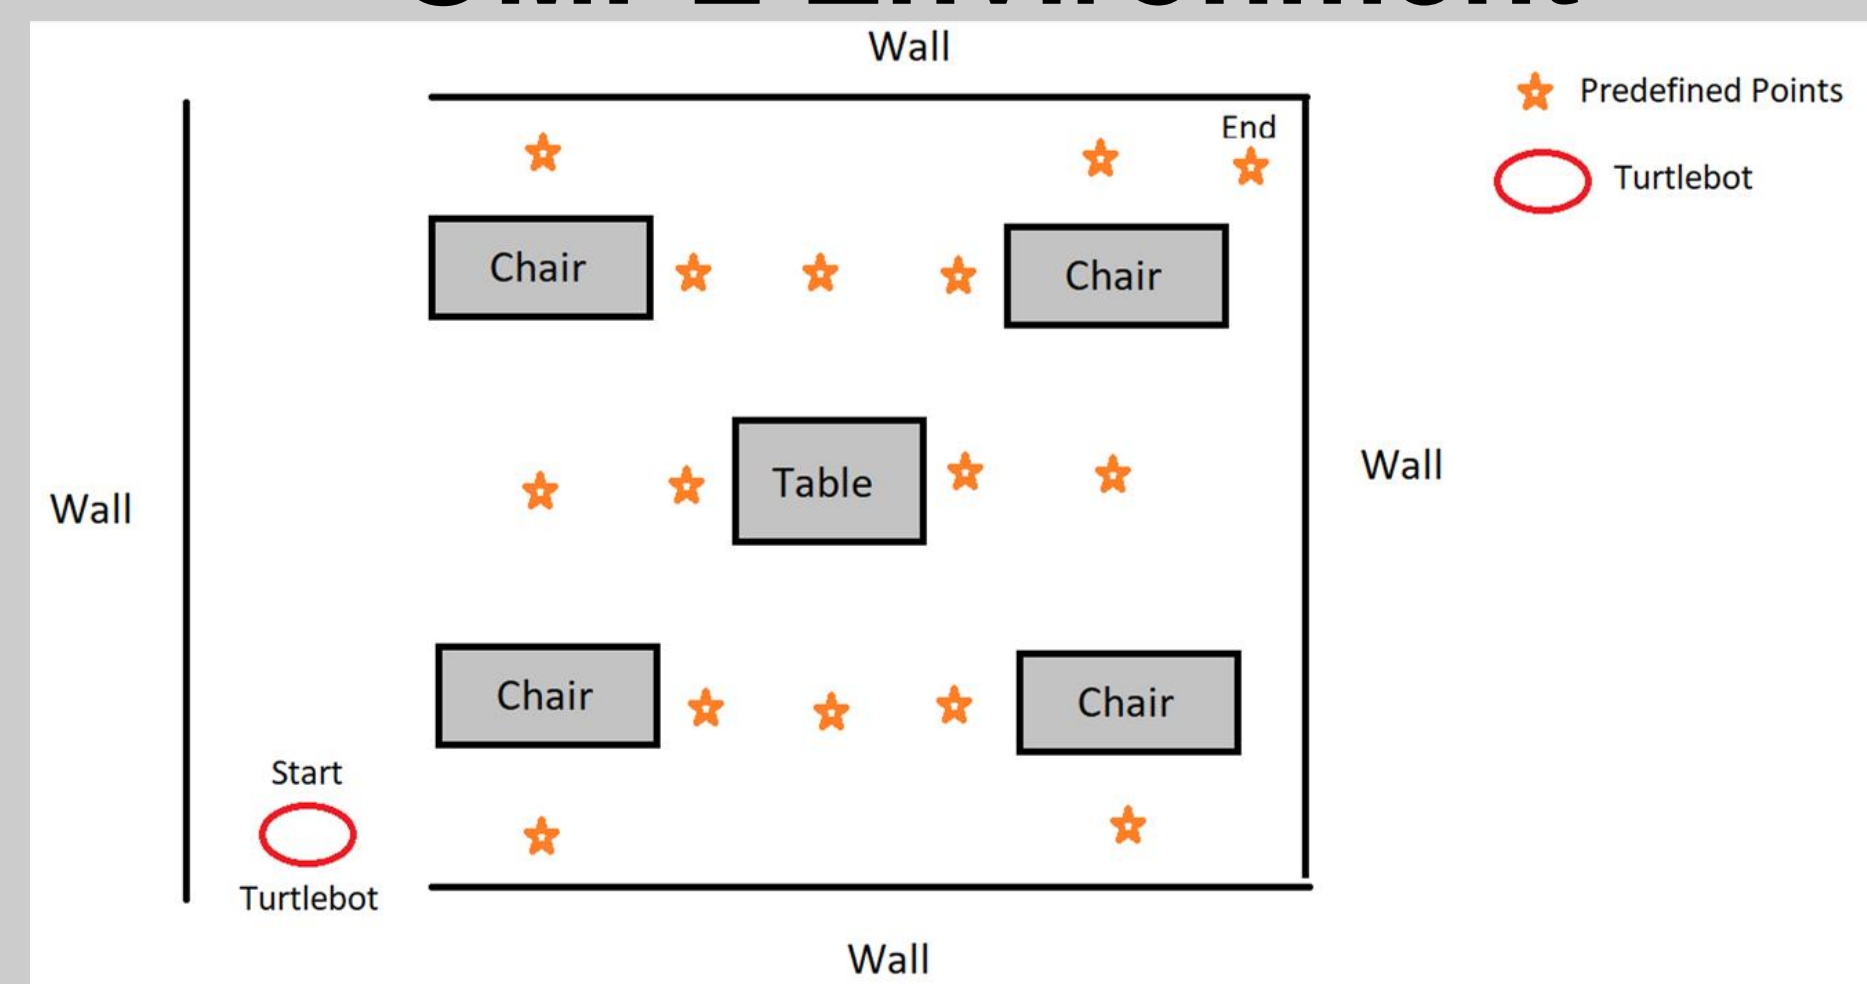 Wall
Predefined Points
End
Turtlebot
Chair
Chair
Table
Wall
Wall
Chair
Chair
Start
Turtlebot
Wall